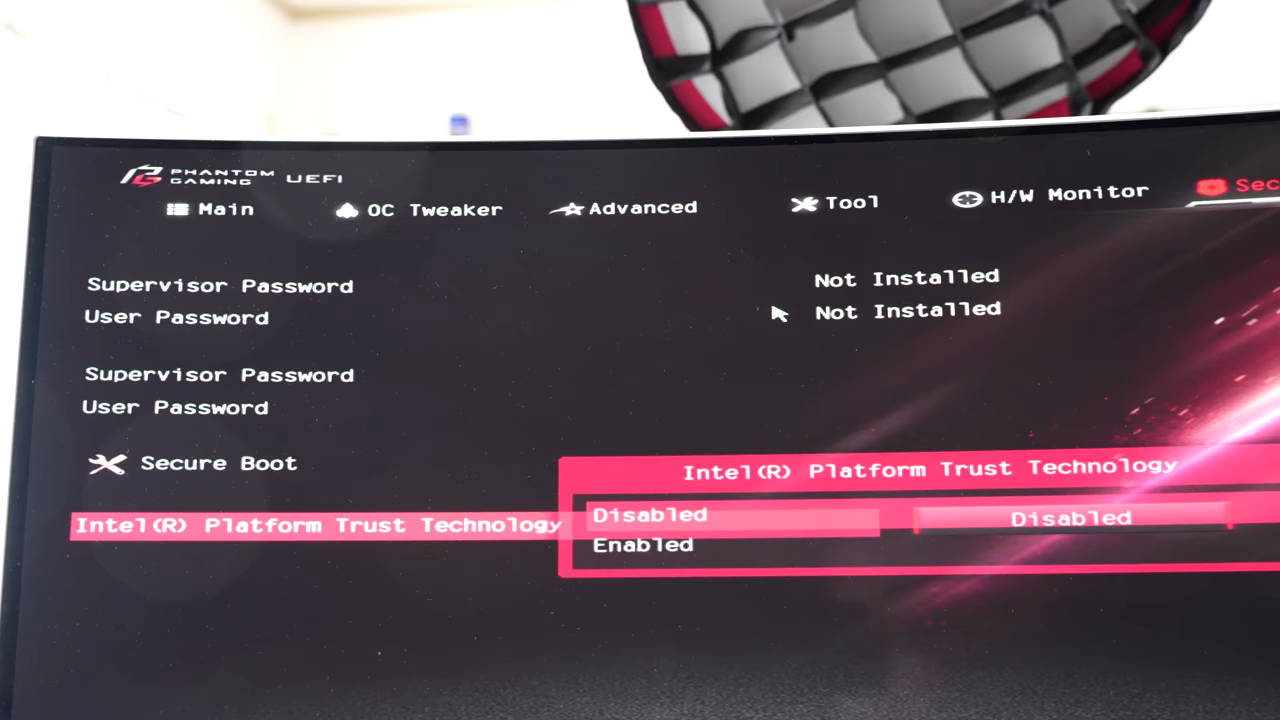 PHANTOM GAMING UEFI
Main OC Tweaker Advanced Tool H/W Monitor Sec
Supervisor Password Not Installed
User Password Not Installed
Supervisor Password
User Password
Secure Boot
Intel(R) Platform Trust Technology
Intel(R) Platform Trust Technology
Disabled Disabled
Enabled